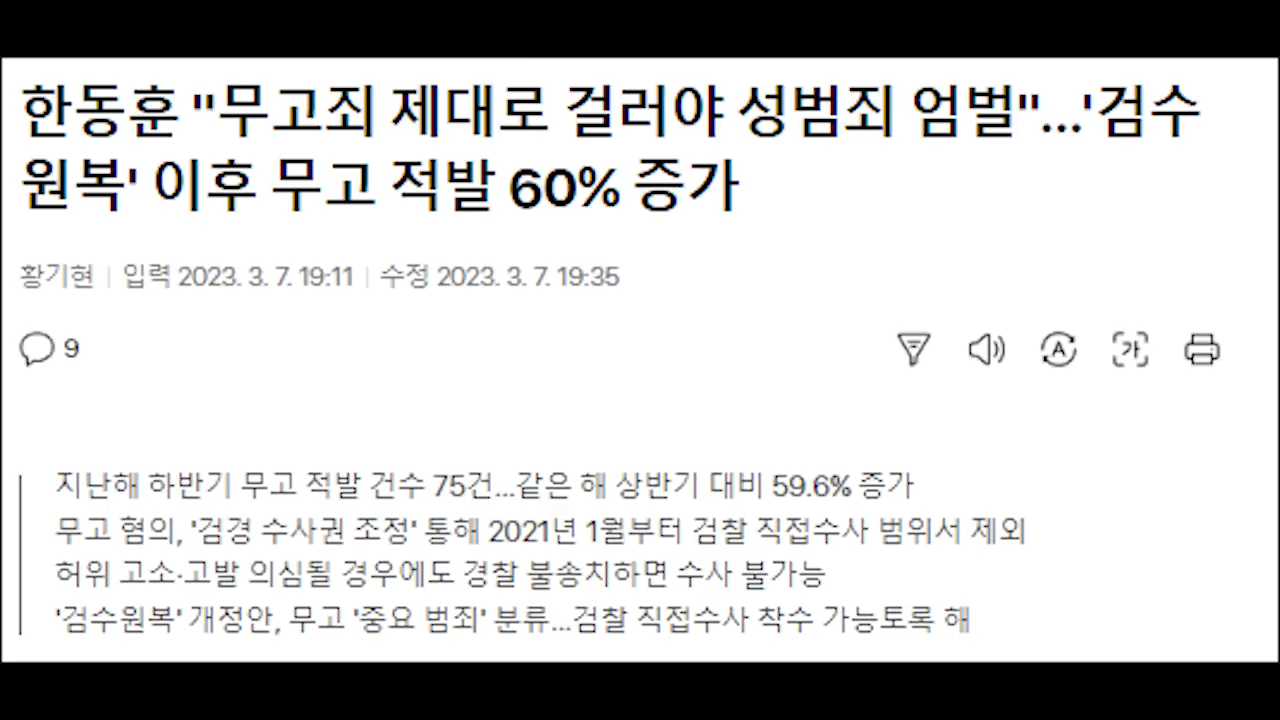 한동훈 "무고죄 제대로 걸러야 성범죄 엄벌"...'검수
원복' 이후 무고 적발 60% 증가
황기현 | 입력 2023. 3. 7. 19:11 | 수정 2023. 3. 7. 19:35
9
A 가
지난해 하반기 무고 적발 건수 75건...같은 해 상반기 대비 59.6% 증가
무고 혐의, '검경 수사권 조정' 통해 2021년 1월부터 검찰 직접수사 범위서 제외
허위 고소·고발 의심될 경우에도 경찰 불송치하면 수사 불가능
'검수원복' 개정안, 무고 '중요 범죄' 분류...검찰 직접수사 착수 가능토록 해